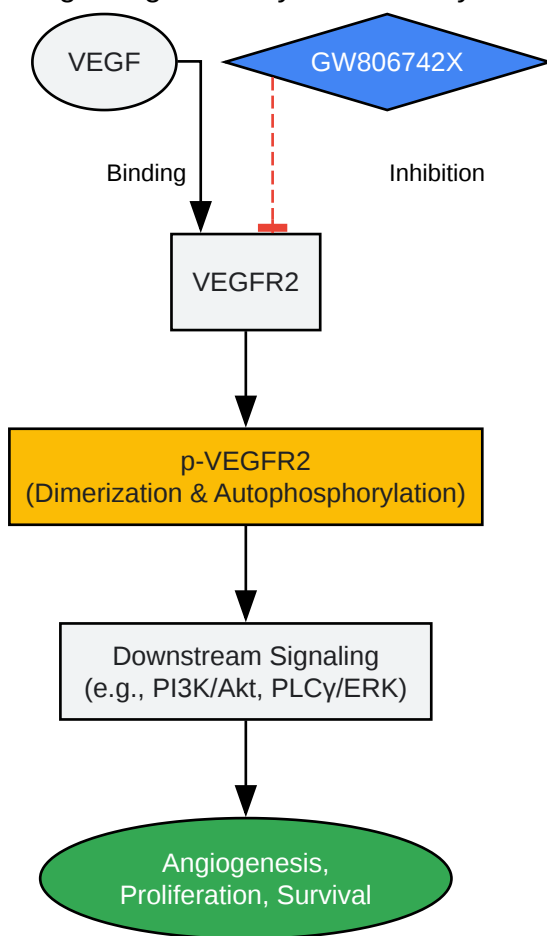 VEGF
GW806742X
Binding
Inhibition
VEGFR2
p-VEGFR2
(Dimerization & Autophosphorylation)
Downstream Signaling
(e.g., PI3K/Akt, PLCγ/ERK)
Angiogenesis,
Proliferation, Survival